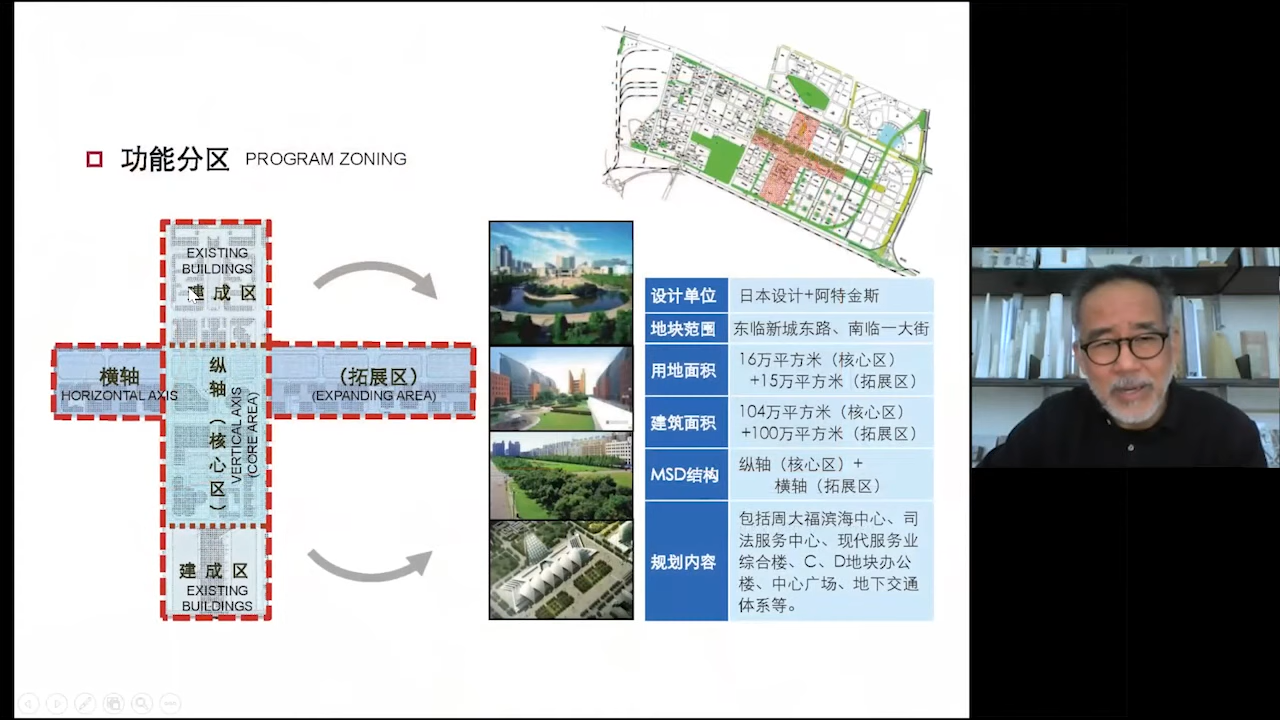 功能分区 PROGRAM ZONING
EXISTING
BUILDINGS
建成区
横轴
HORIZONTAL AXIS
纵轴（核心区）
VERTICAL AXIS
(CORE AREA)
（拓展区）
(EXPANDING AREA)
建成区
EXISTING
BUILDINGS
设计单位 日本设计+阿特金斯
地块范围 东临新城东路、南临一大街
用地面积 16万平方米（核心区）
+15万平方米（拓展区）
建筑面积 104万平方米（核心区）
+100万平方米（拓展区）
MSD结构 纵轴（核心区）+
横轴（拓展区）
规划内容 包括周大福滨海中心、司
法服务中心、现代服务业
综合楼、C、D地块办公
楼、中心广场、地下交通
体系等。